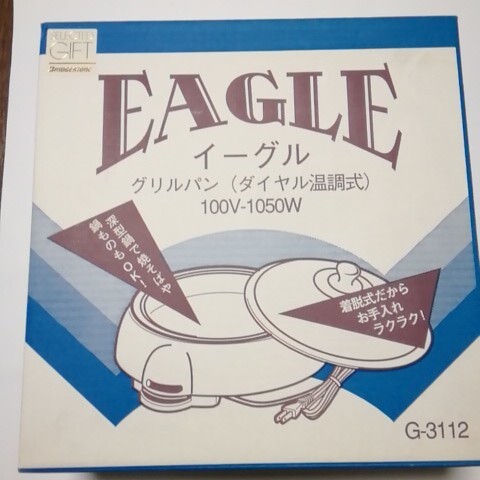 GIFT
EAGLE
イーグル
グリルパン（ダイヤル温調式）
100V-1050W
深型鍋で焼そばや
鍋ものもOK!
着脱式だから
お手入れ
ラクラク!
G-3112